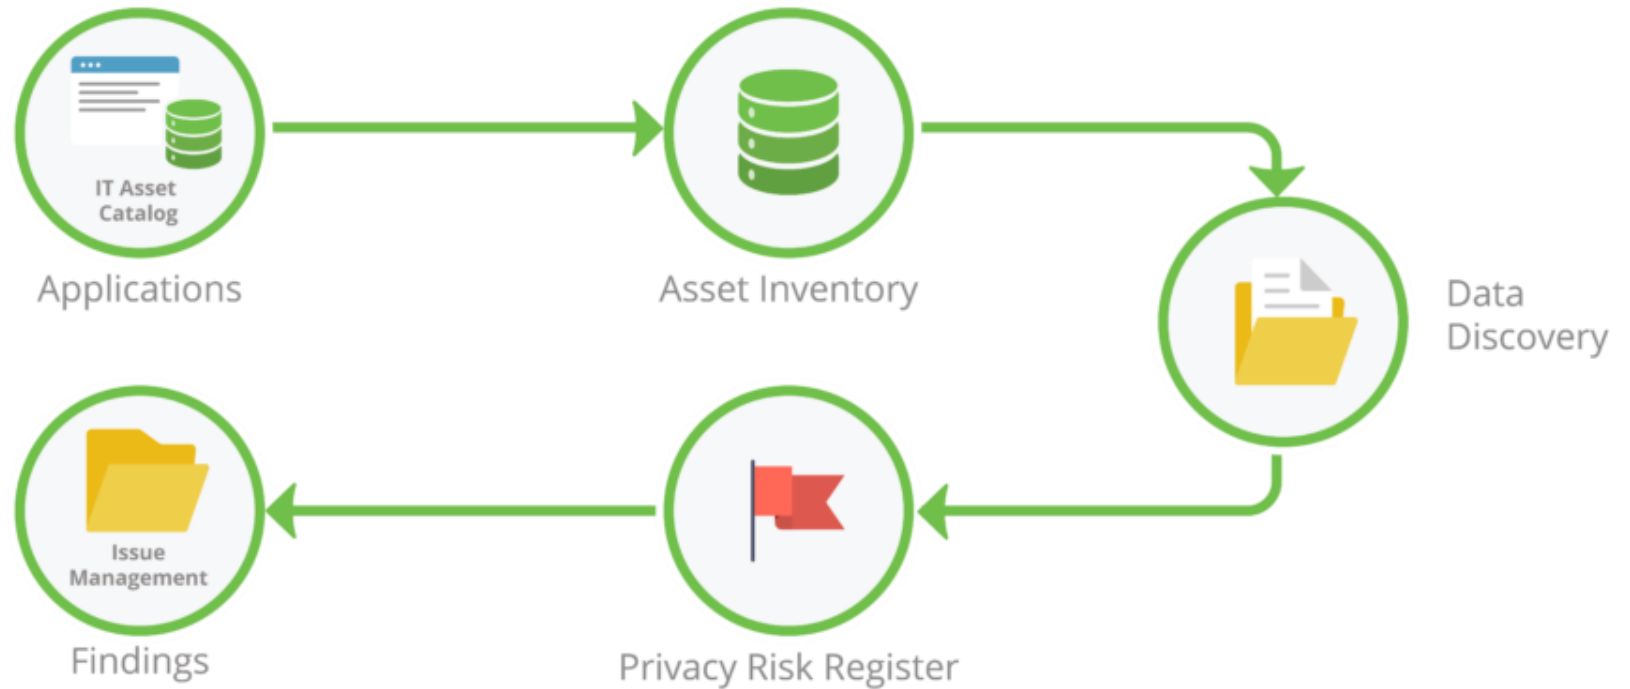 IT Asset
Catalog
Applications
Asset Inventory
Data
Discovery
Issue
Management
Findings
Privacy Risk Register